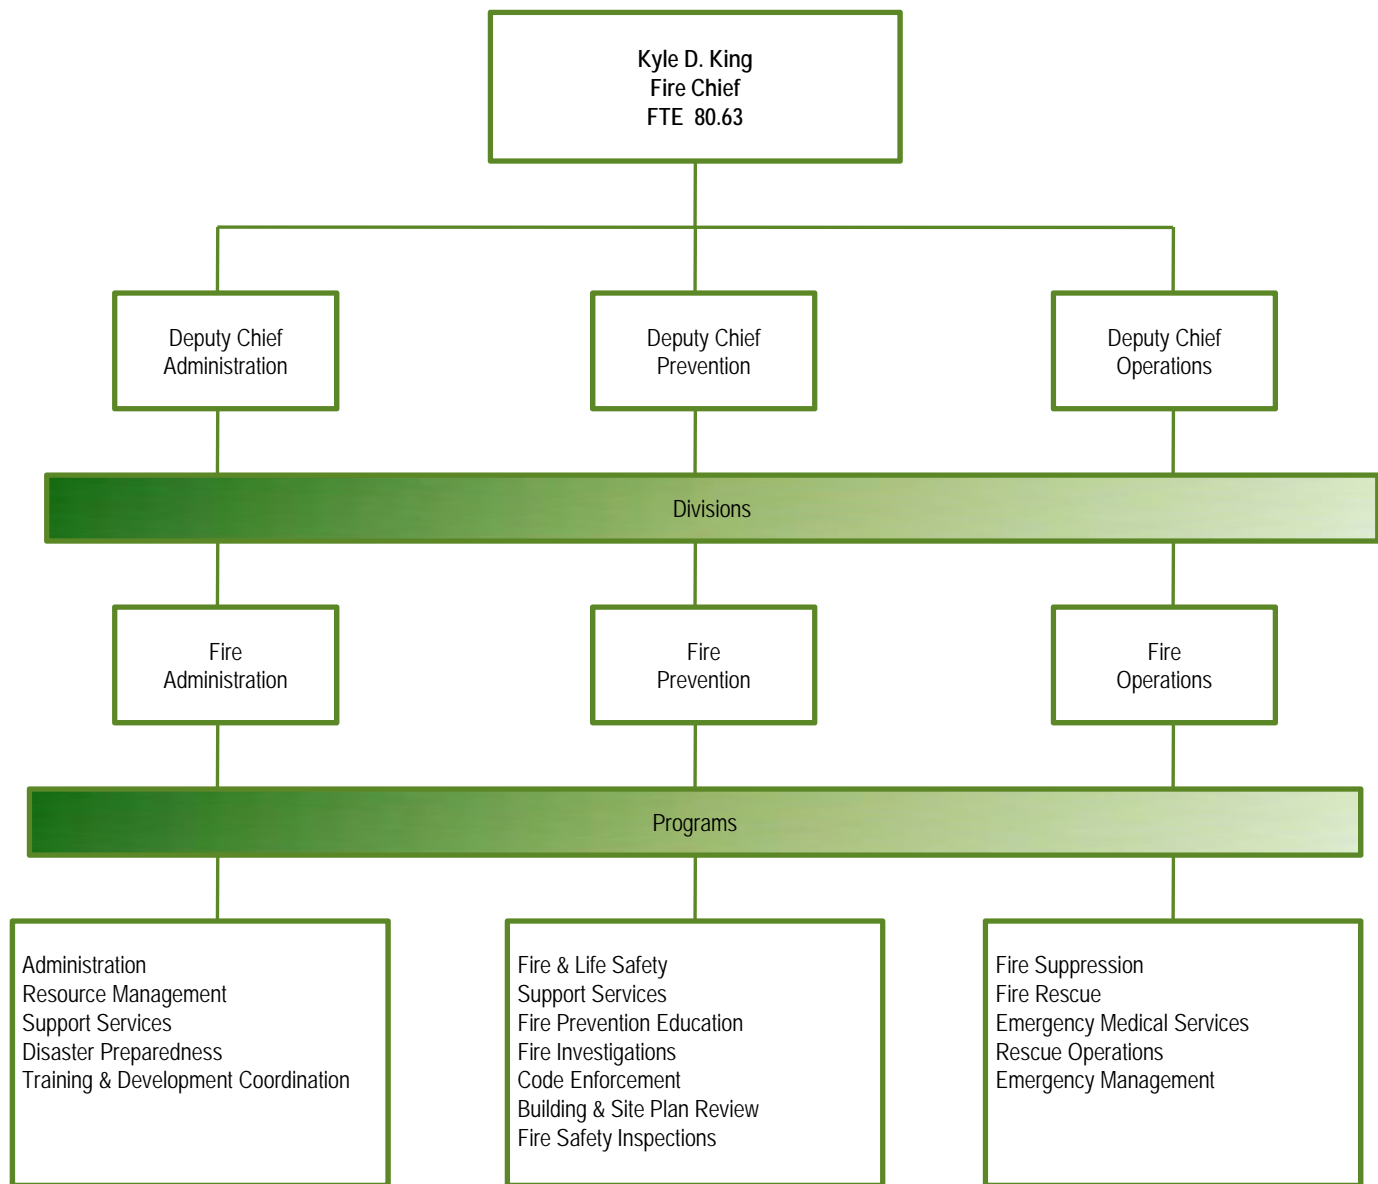 Kyle D. King
Fire Chief
FTE 80.63
Deputy Chief
Administration
Deputy Chief
Prevention
Deputy Chief
Operations
Divisions
Fire
Administration
Fire
Prevention
Fire
Operations
Programs
Administration
Resource Management
Support Services
Disaster Preparedness
Training & Development Coordination
Fire & Life Safety
Support Services
Fire Prevention Education
Fire Investigations
Code Enforcement
Building & Site Plan Review
Fire Safety Inspections
Fire Suppression
Fire Rescue
Emergency Medical Services
Rescue Operations
Emergency Management